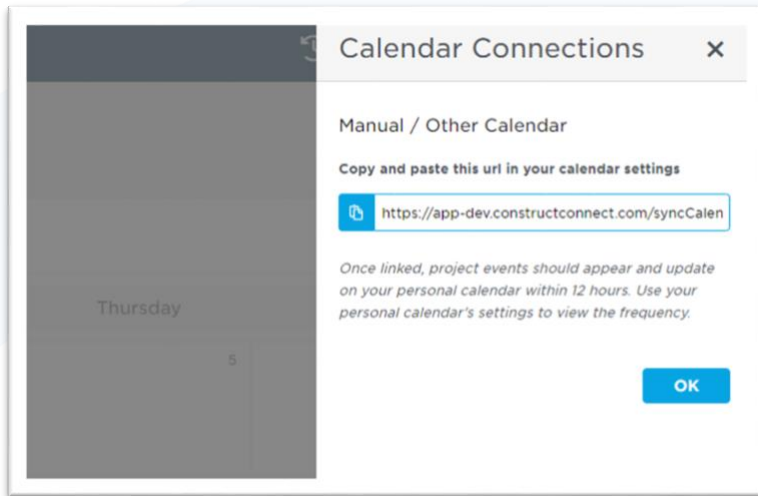 Calendar Connections
Manual / Other Calendar
Copy and paste this url in your calendar settings
https://app-dev.constructconnect.com/syncCalen
Once linked, project events should appear and update
on your personal calendar within 12 hours. Use your
personal calendar's settings to view the frequency.
Thursday
5
OK